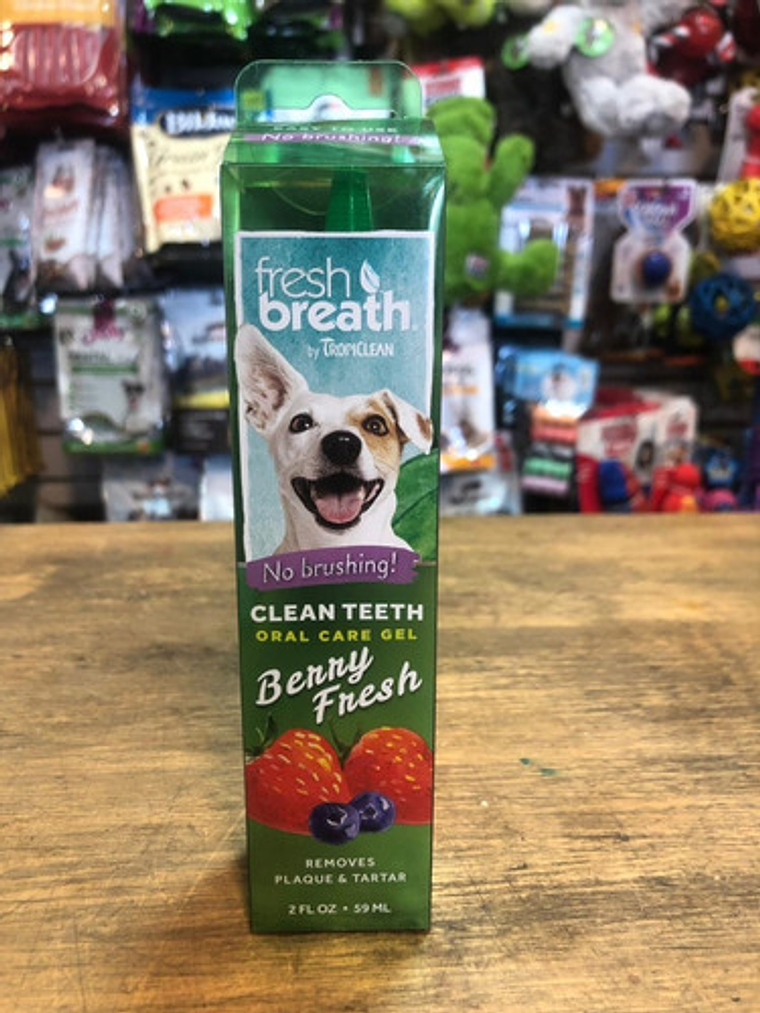 EASY TO USE
No brushing!
fresh
breath
by TROPICLEAN
No brushing!
CLEAN TEETH
ORAL CARE GEL
Berry
Fresh
REMOVES
PLAQUE & TARTAR
2 FL OZ • 59 ML